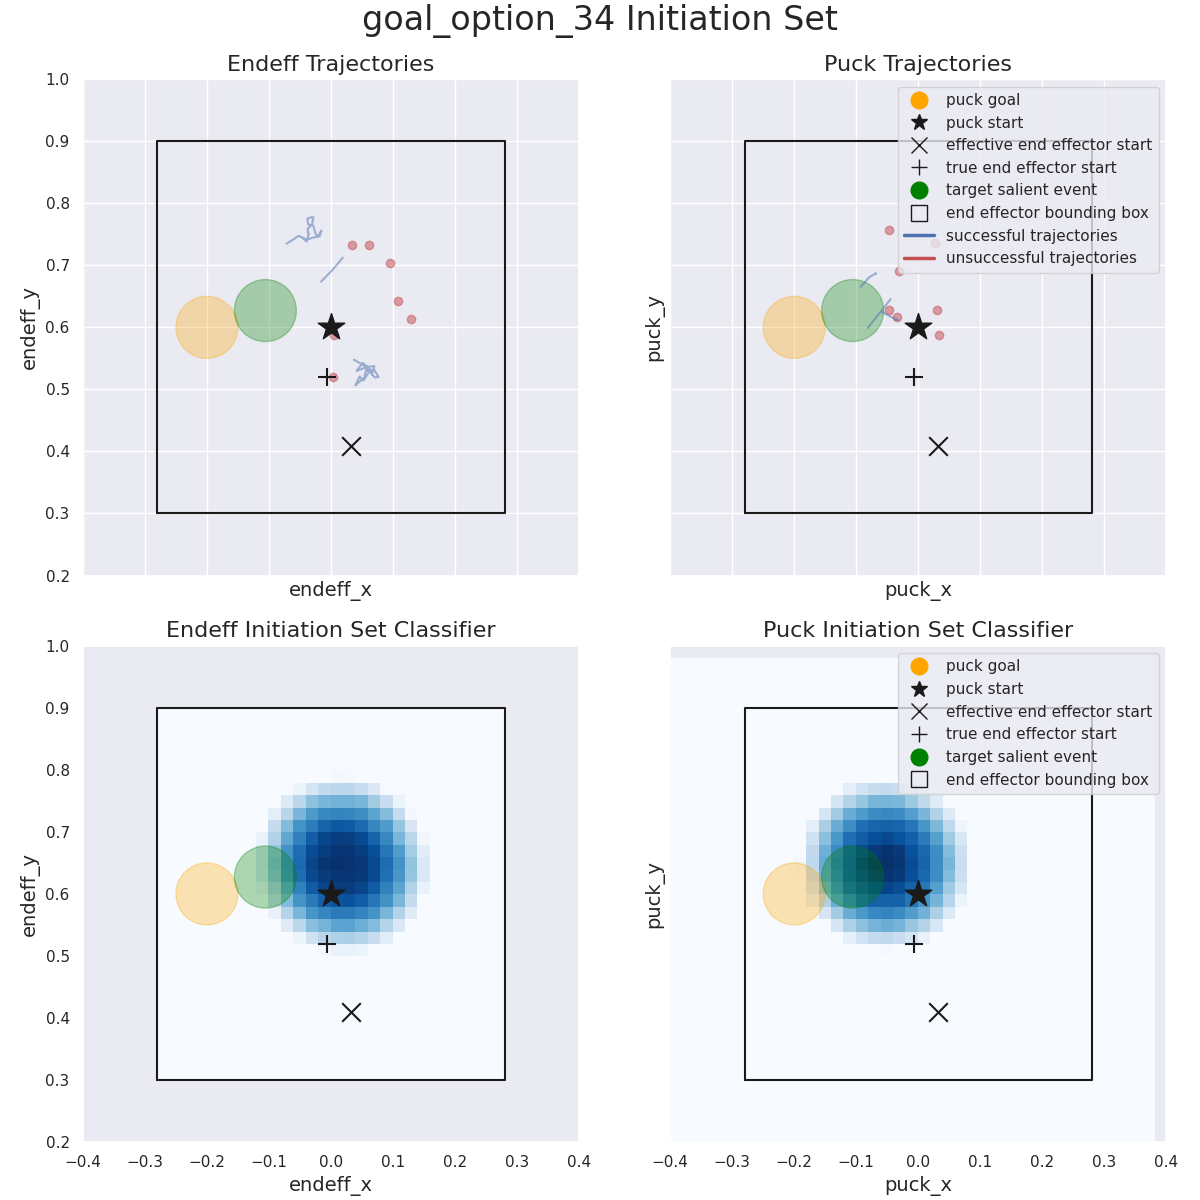 goal_option_34 Initiation Set
Endeff Trajectories
1.0
0.9
0.8
0.7
0.6
0.5
0.4
0.3
0.2
endeff_y
endeff_x
Puck Trajectories
puck goal
puck start
effective end effector start
true end effector start
target salient event
end effector bounding box
successful trajectories
unsuccessful trajectories
puck_y
puck_x
Endeff Initiation Set Classifier
1.0
0.9
0.8
0.7
0.6
0.5
0.4
0.3
0.2
endeff_y
−0.4 −0.3 −0.2 −0.1 0.0 0.1 0.2 0.3 0.4
endeff_x
Puck Initiation Set Classifier
puck goal
puck start
effective end effector start
true end effector start
target salient event
end effector bounding box
puck_y
−0.4 −0.3 −0.2 −0.1 0.0 0.1 0.2 0.3 0.4
puck_x